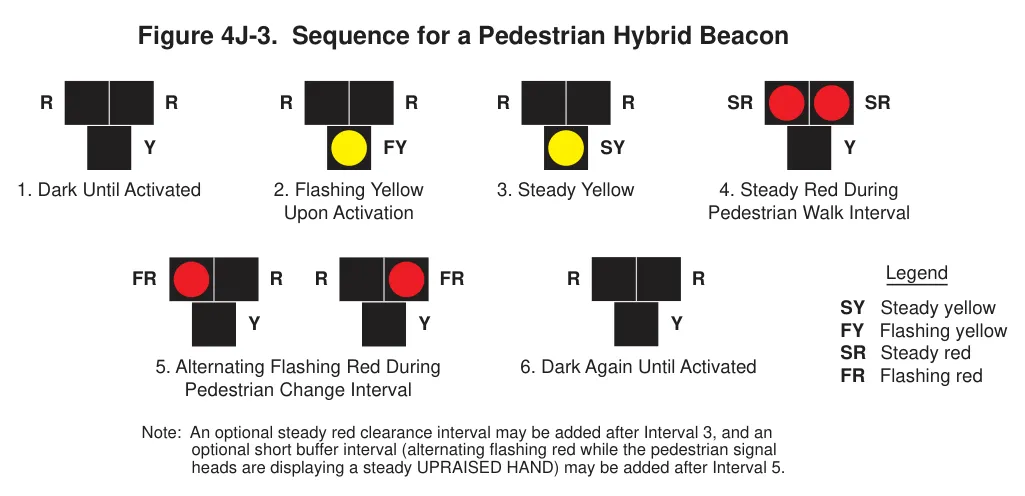 Figure 4J-3.  Sequence for a Pedestrian Hybrid Beacon
R R
Y
1. Dark Until Activated
R R
FY
2. Flashing Yellow
Upon Activation
R R
SY
3. Steady Yellow
SR SR
Y
4. Steady Red During
Pedestrian Walk Interval
FR R
Y
R FR
Y
5. Alternating Flashing Red During
Pedestrian Change Interval
R R
Y
6. Dark Again Until Activated
Legend
SY Steady yellow
FY Flashing yellow
SR Steady red
FR Flashing red
Note:  An optional steady red clearance interval may be added after Interval 3, and an
optional short buffer interval (alternating flashing red while the pedestrian signal
heads are displaying a steady UPRAISED HAND) may be added after Interval 5.